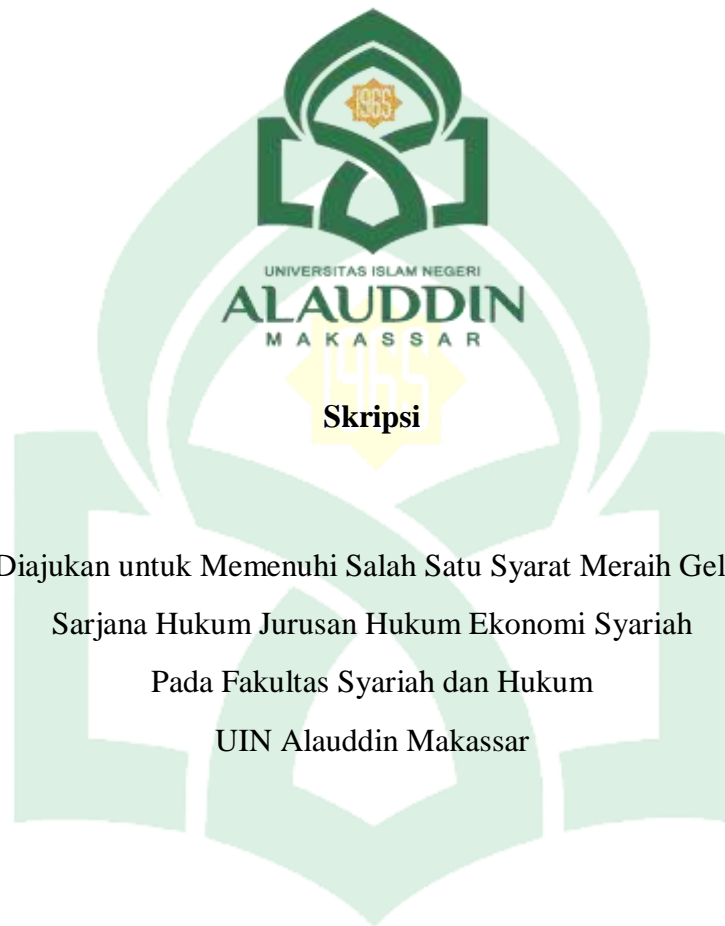 1965
UNIVERSITAS ISLAM NEGERI
ALAUDDIN
MAKASSAR
1965
Skripsi
Diajukan untuk Memenuhi Salah Satu Syarat Meraih Gel
Sarjana Hukum Jurusan Hukum Ekonomi Syariah
Pada Fakultas Syariah dan Hukum
UIN Alauddin Makassar